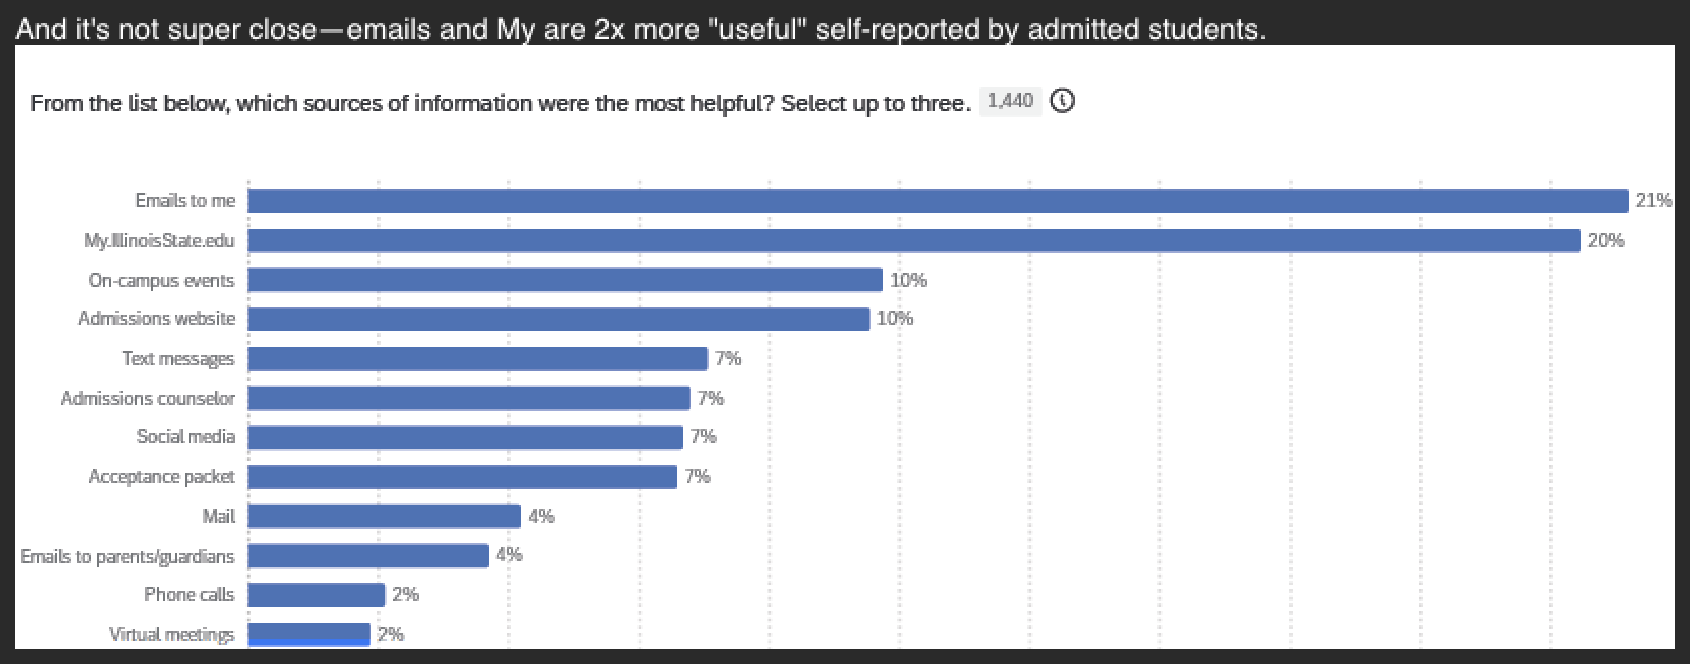 And it's not super close—emails and My are 2x more "useful" self-reported by admitted students.
From the list below, which sources of information were the most helpful? Select up to three. 1,440
Emails to me 21%
My.IllinoisState.edu 20%
On-campus events 10%
Admissions website 10%
Text messages 7%
Admissions counselor 7%
Social media 7%
Acceptance packet 7%
Mail 4%
Emails to parents/guardians 4%
Phone calls 2%
Virtual meetings 2%